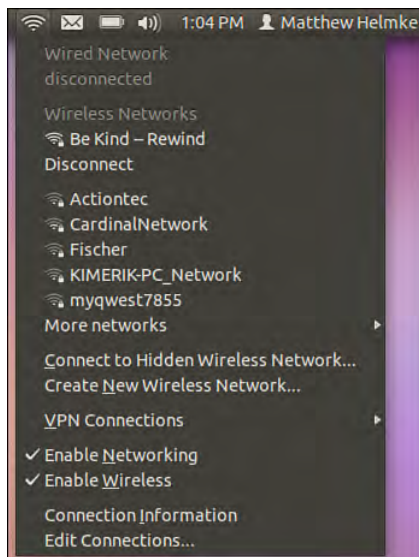 1:04 PM Matthew Helmke
Wired Network
disconnected
Wireless Networks
Be Kind – Rewind
Disconnect
Actiontec
CardinalNetwork
Fischer
KIMERIK-PC_Network
myqwest7855
More networks
Connect to Hidden Wireless Network...
Create New Wireless Network...
VPN Connections
Enable Networking
Enable Wireless
Connection Information
Edit Connections...